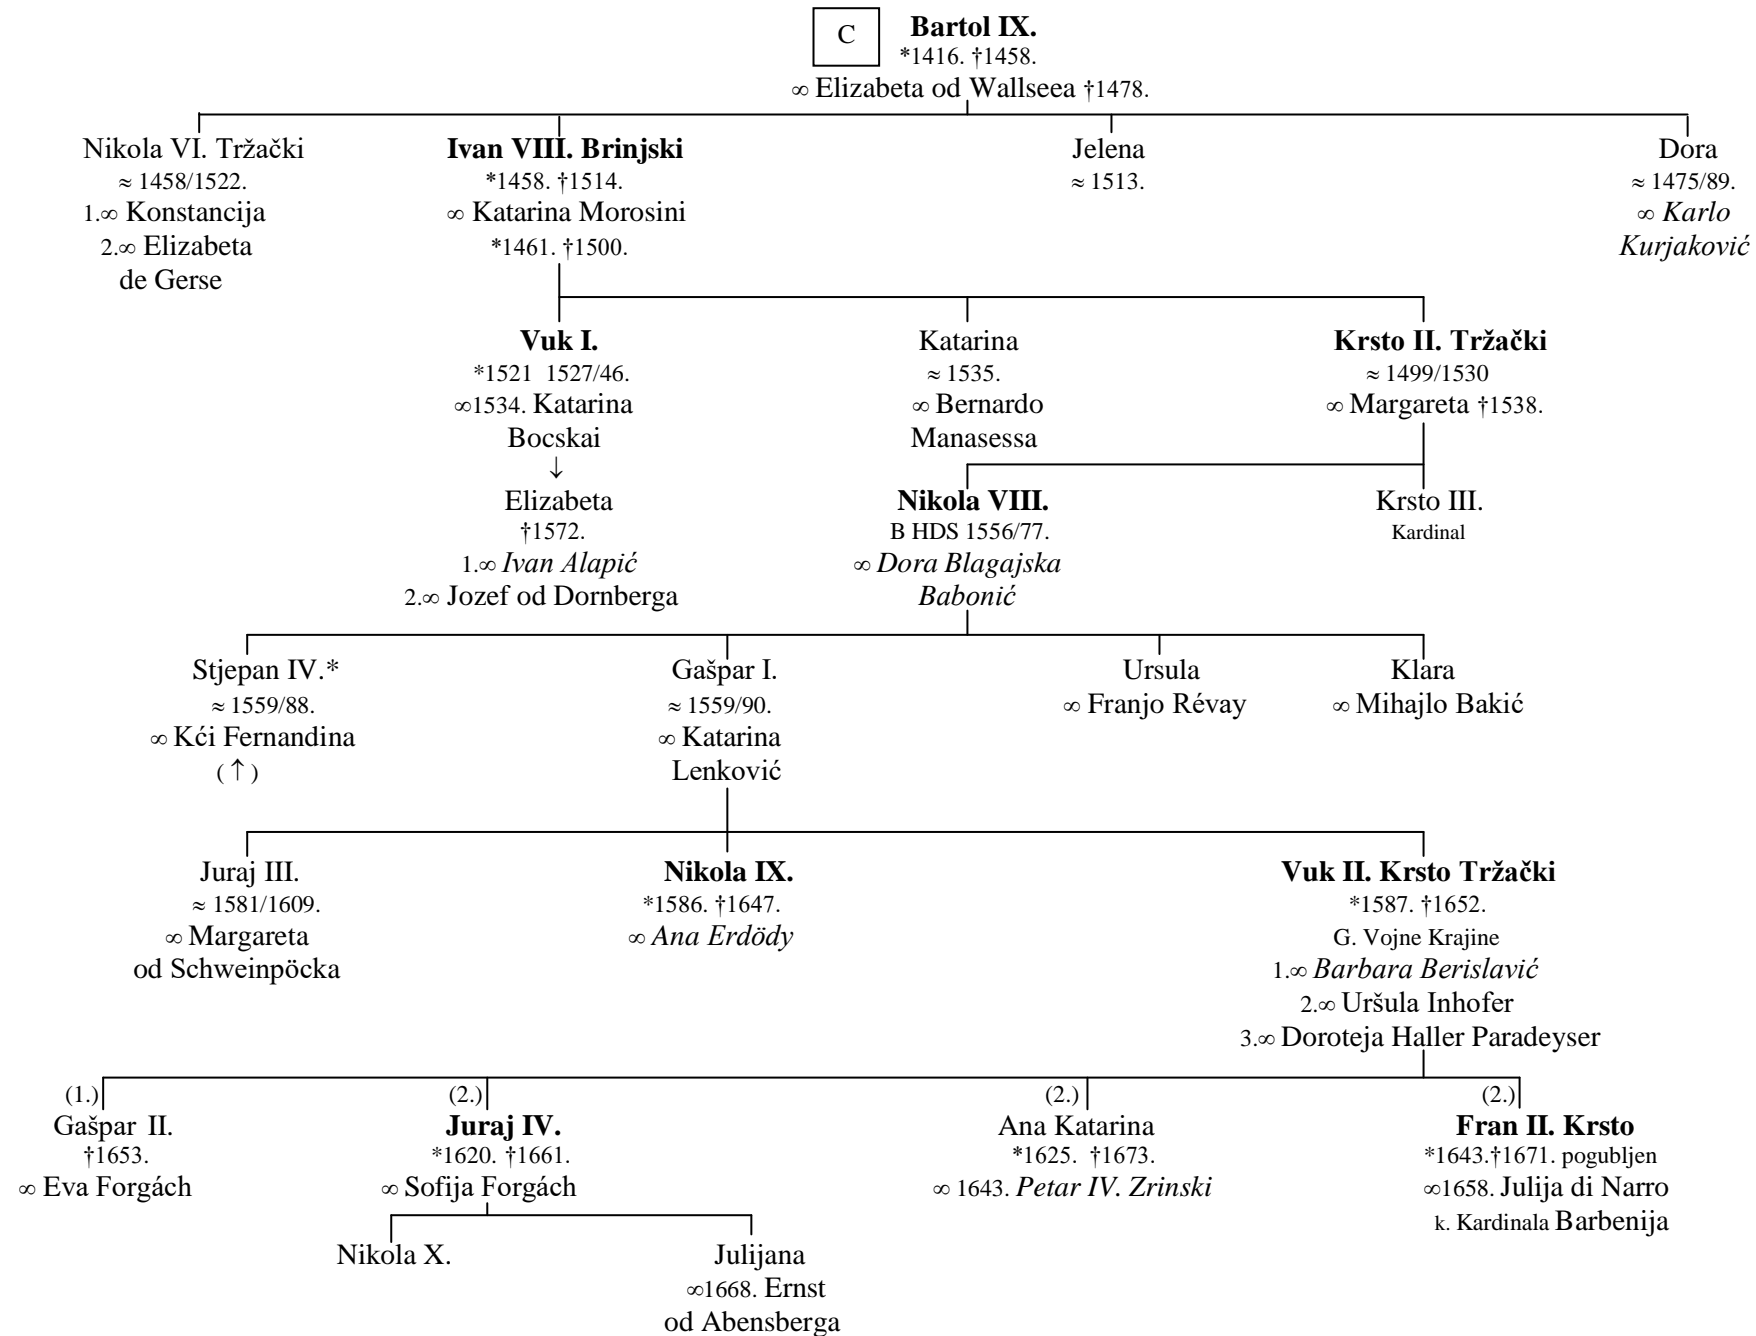 C
Bartol IX.
*1416. †1458.
∞ Elizabeta od Wallseea †1478.
Nikola VI. Tržački
≈ 1458/1522.
1.∞ Konstancija
2.∞ Elizabeta
de Gerse
Ivan VIII. Brinjski
*1458. †1514.
∞ Katarina Morosini
*1461. †1500.
Jelena
≈ 1513.
Dora
≈ 1475/89.
∞ Karlo
Kurjaković
Vuk I.
*1521 1527/46.
∞1534. Katarina
Bocskai
↓
Elizabeta
†1572.
1.∞ Ivan Alapić
2.∞ Jozef od Dornberga
Katarina
≈ 1535.
∞ Bernardo
Manasessa
Krsto II. Tržački
≈ 1499/1530
∞ Margareta †1538.
Nikola VIII.
B HDS 1556/77.
∞ Dora Blagajska
Babonić
Krsto III.
Kardinal
Stjepan IV.*
≈ 1559/88.
∞ Kći Fernandina
(↑)
Gašpar I.
≈ 1559/90.
∞ Katarina
Lenković
Ursula
∞ Franjo Révay
Klara
∞ Mihajlo Bakić
Juraj III.
≈ 1581/1609.
∞ Margareta
od Schweinpöcka
Nikola IX.
*1586. †1647.
∞ Ana Erdödy
Vuk II. Krsto Tržački
*1587. †1652.
G. Vojne Krajine
1.∞ Barbara Berislavić
2.∞ Uršula Inhofer
3.∞ Doroteja Haller Paradeyser
(1.)
Gašpar II.
†1653.
∞ Eva Forgách
(2.)
Juraj IV.
*1620. †1661.
∞ Sofija Forgách
(2.)
Ana Katarina
*1625. †1673.
∞ 1643. Petar IV. Zrinski
(2.)
Fran II. Krsto
*1643.†1671. pogubljen
∞1658. Julija di Narro
k. Kardinala Barbenija
Nikola X.
Julijana
∞1668. Ernst
od Abensberga